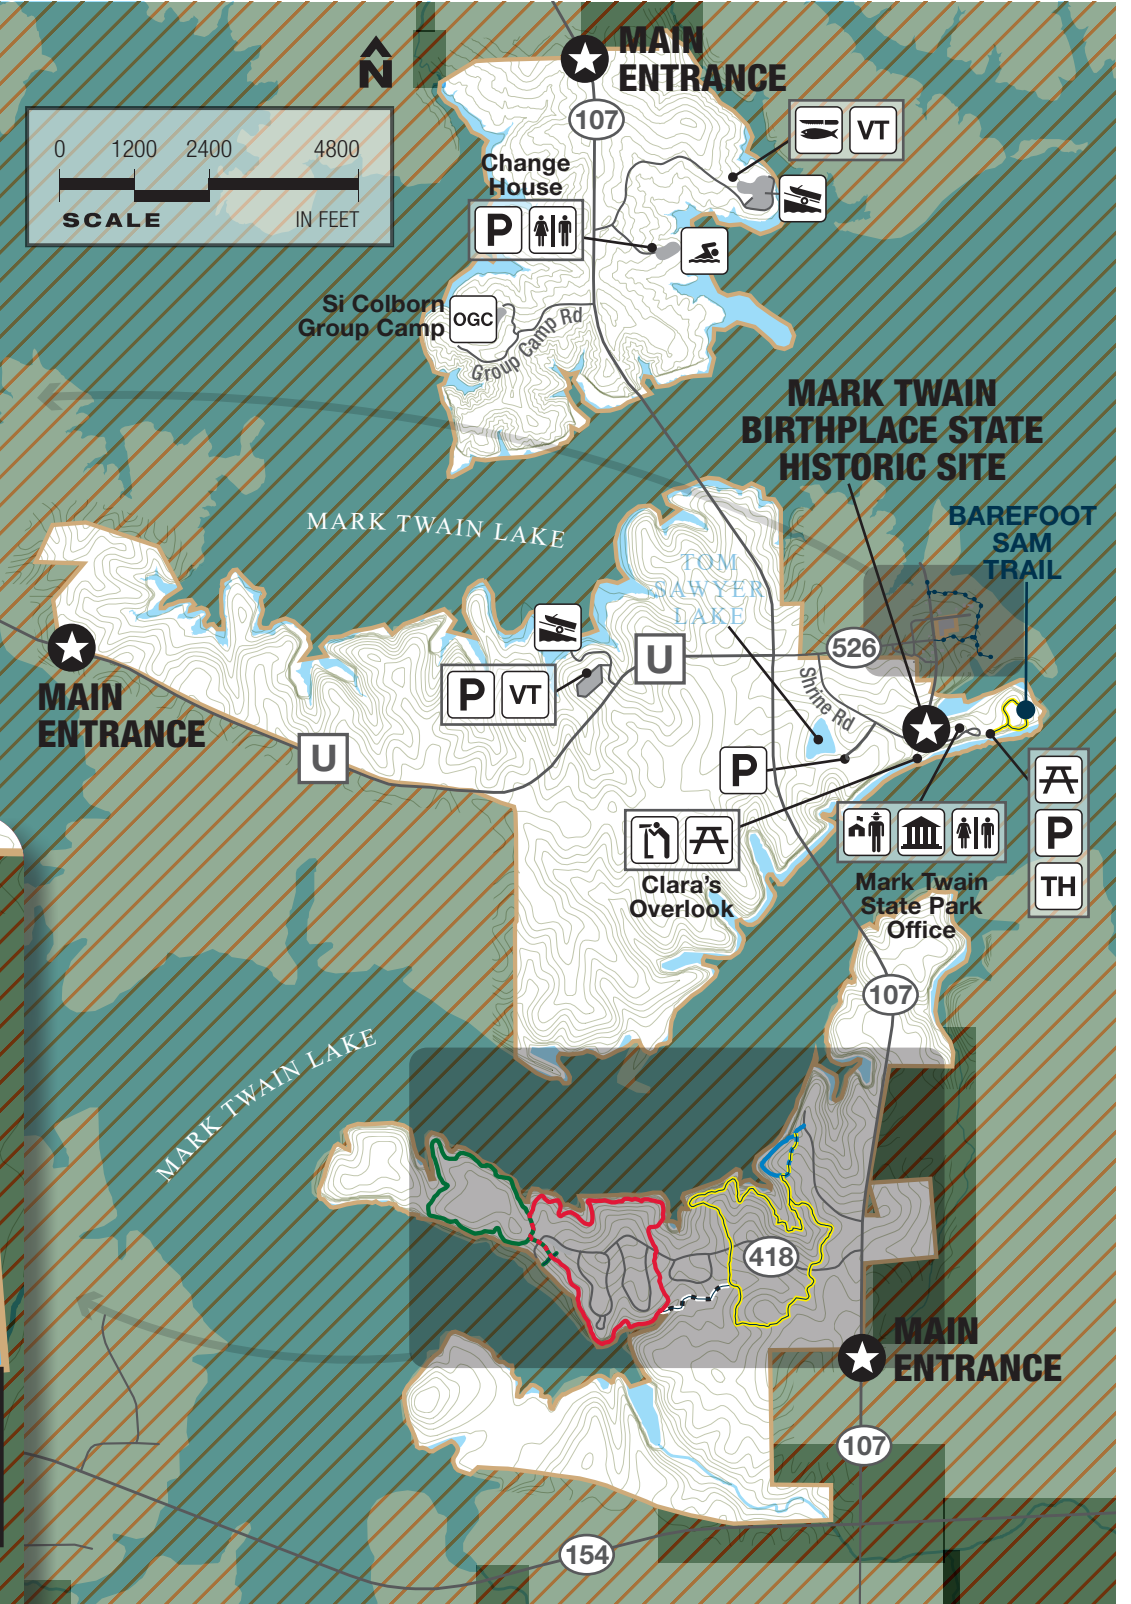 MAIN
ENTRANCE
N
107
0 1200 2400 4800
SCALE IN FEET
VT
Change
House
P
Si Colborn
Group Camp
OGC
Group Camp Rd
MARK TWAIN
BIRTHPLACE STATE
HISTORIC SITE
BAREFOOT
SAM
TRAIL
MARK TWAIN LAKE
TOM
SAWYER
LAKE
526
U
P
VT
Shrine Rd
MAIN
ENTRANCE
U
P
P
TH
Clara's
Overlook
Mark Twain
State Park
Office
107
MARK TWAIN LAKE
418
MAIN
ENTRANCE
107
154